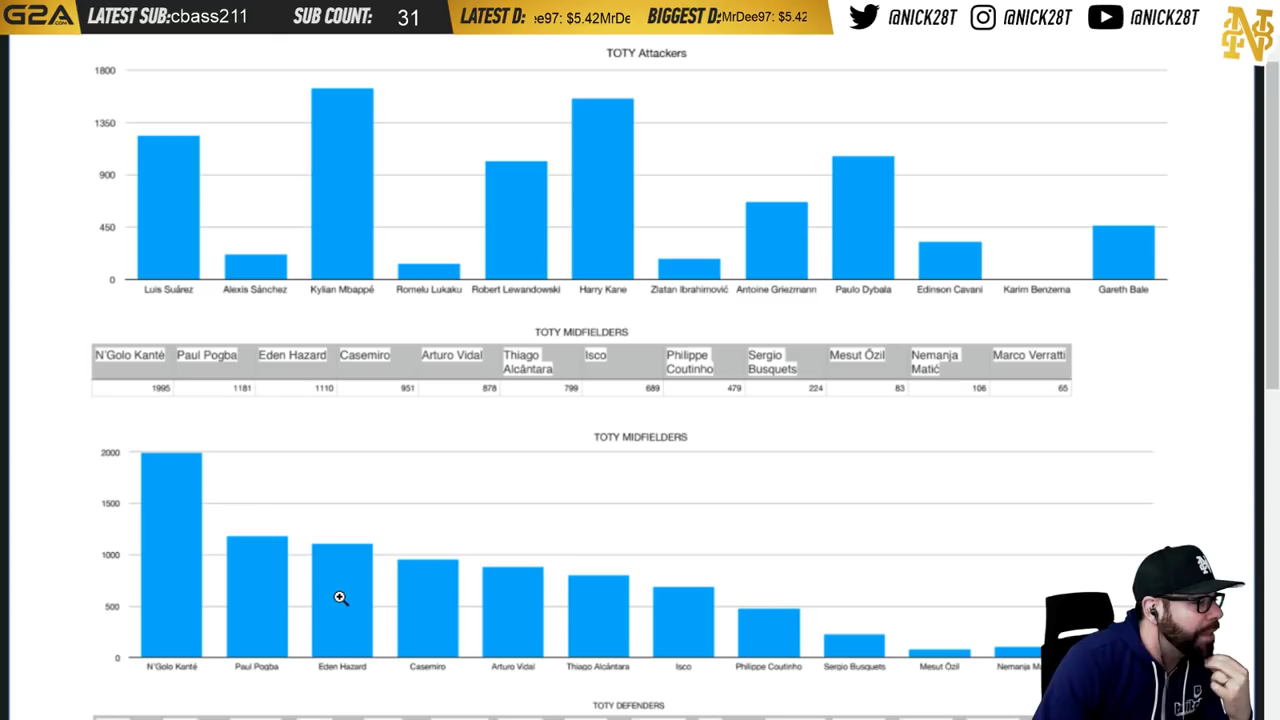 G2A .COM LATEST SUB: cbass211 SUB COUNT: 31 LATEST D: e97: $5.42MrDe BIGGEST D: MrDee97: $5.42 @NICK28T @NICK28T @NICK28T
TOTY Attackers
1800
1350
900
450
0
Luis Suárez Alexis Sánchez Kylian Mbappé Romelu Lukaku Robert Lewandowski Harry Kane Zlatan Ibrahimović Antoine Griezmann Paulo Dybala Edinson Cavani Karim Benzema Gareth Bale
TOTY MIDFIELDERS
N'Golo Kanté Paul Pogba Eden Hazard Casemiro Arturo Vidal Thiago Alcântara Isco Philippe Coutinho Sergio Busquets Mesut Özil Nemanja Matić Marco Verratti
1995 1181 1110 951 878 799 689 479 224 83 106 65
TOTY MIDFIELDERS
2000
1500
1000
500
0
N'Golo Kanté Paul Pogba Eden Hazard Casemiro Arturo Vidal Thiago Alcântara Isco Philippe Coutinho Sergio Busquets Mesut Özil Nemanja M
TOTY DEFENDERS